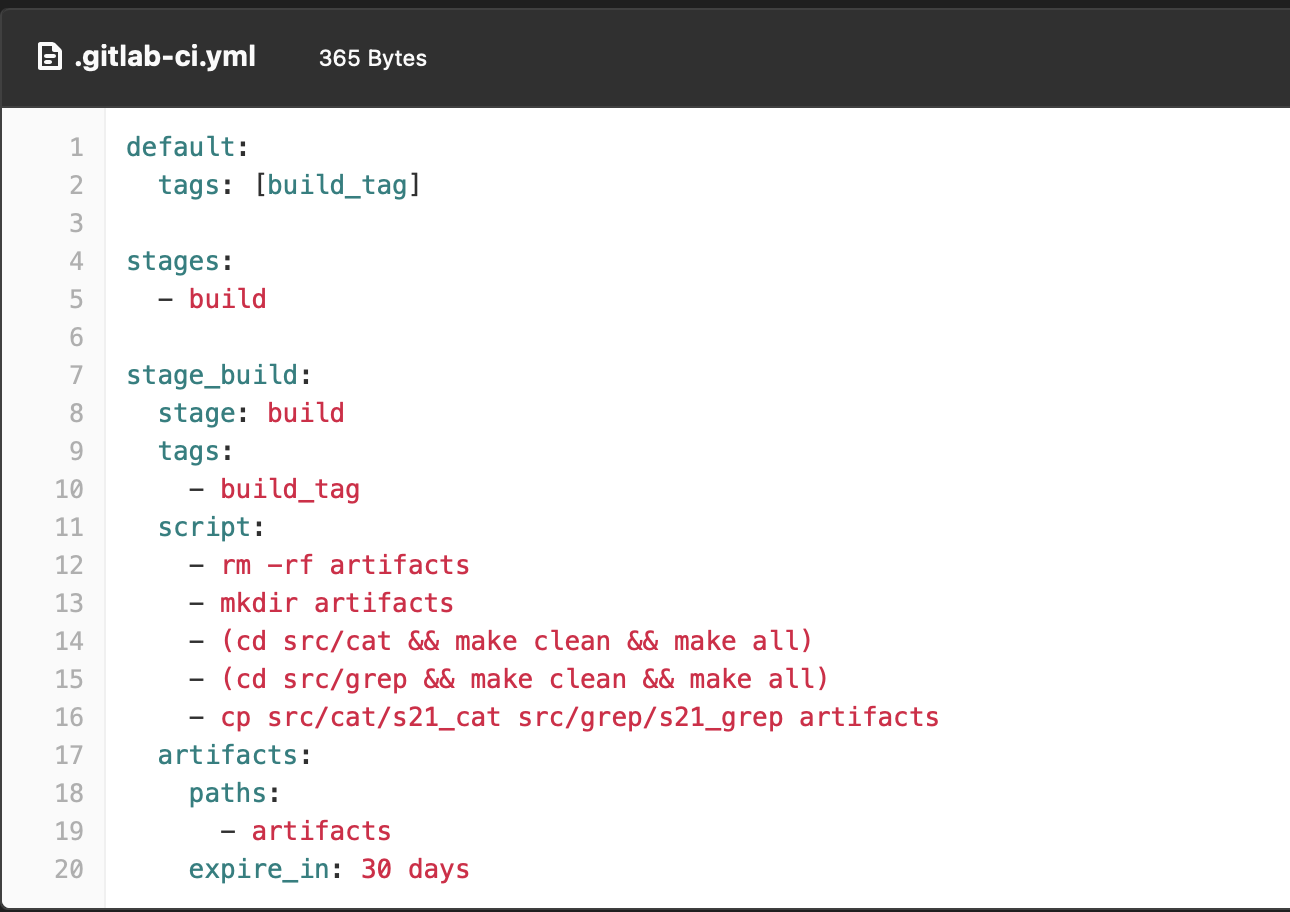 .gitlab-ci.yml 365 Bytes
1 default:
2   tags: [build_tag]
3
4 stages:
5   - build
6
7 stage_build:
8   stage: build
9   tags:
10     - build_tag
11   script:
12     - rm -rf artifacts
13     - mkdir artifacts
14     - (cd src/cat && make clean && make all)
15     - (cd src/grep && make clean && make all)
16     - cp src/cat/s21_cat src/grep/s21_grep artifacts
17   artifacts:
18     paths:
19       - artifacts
20     expire_in: 30 days